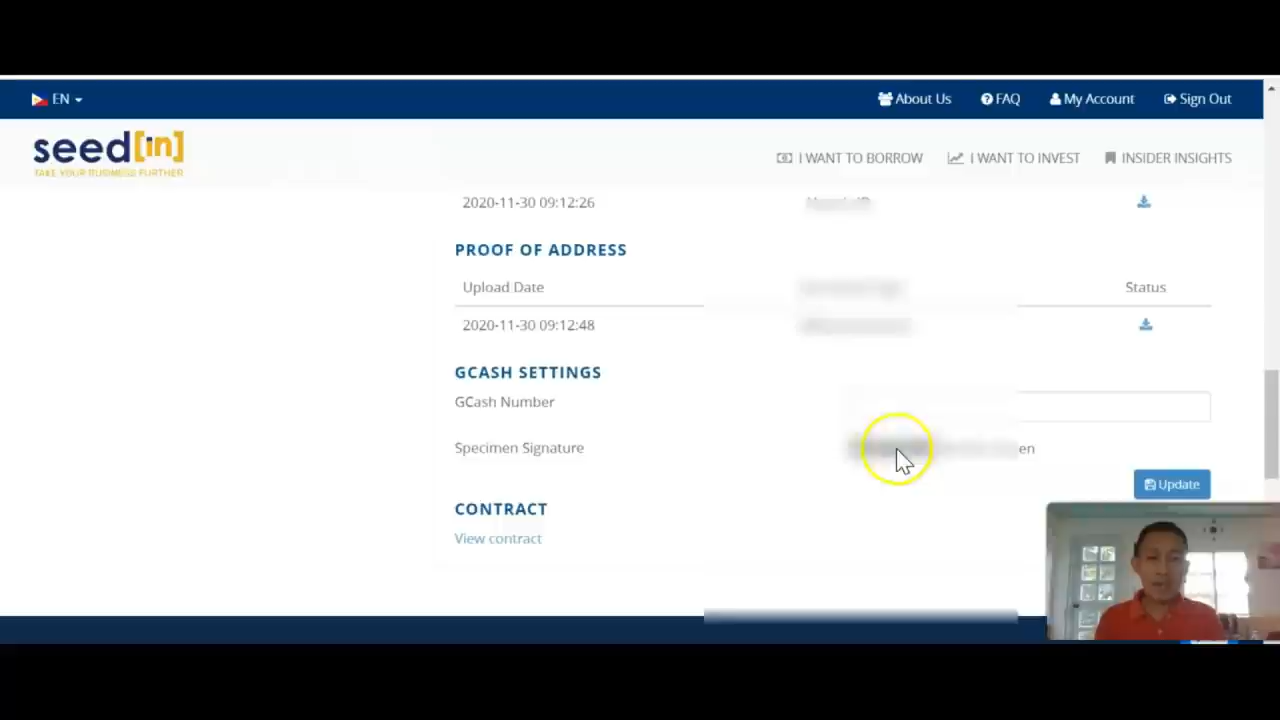 EN
About Us
FAQ
My Account
Sign Out
seed[in]
TAKE YOUR BUSINESS FURTHER
I WANT TO BORROW
I WANT TO INVEST
INSIDER INSIGHTS
2020-11-30 09:12:26
PROOF OF ADDRESS
Upload Date Status
2020-11-30 09:12:48
GCASH SETTINGS
GCash Number
Specimen Signature
CONTRACT
Update
View contract